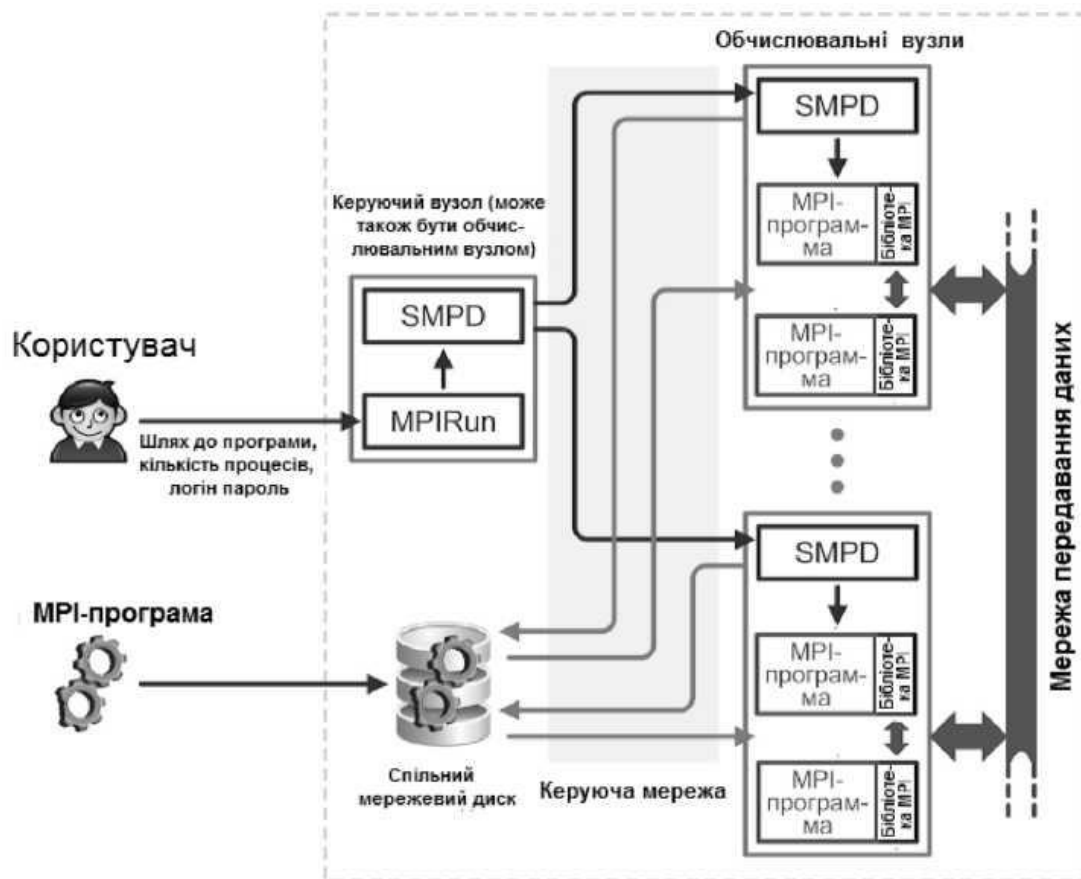 Обчислювальні вузли
SMPD
MPI-
програм-
ма
Бібліоте-
ка MPI
MPI-
програм-
ма
Бібліоте-
ка MPI
Керуючий вузол (може
також бути обчис-
лювальним вузлом)
SMPD
MPIRun
Користувач
Шлях до програми,
кількість процесів,
логін пароль
SMPD
MPI-
програм-
ма
Бібліоте-
ка MPI
MPI-
програм-
ма
Бібліоте-
ка MPI
МРІ-програма
Спільний
мережевий диск
Керуюча мережа
Мережа передавання даних